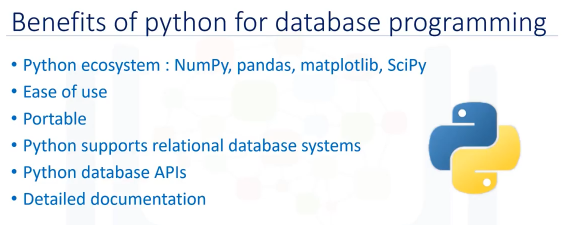 Benefits of python for database programming
• Python ecosystem : NumPy, pandas, matplotlib, SciPy
• Ease of use
• Portable
• Python supports relational database systems
• Python database APIs
• Detailed documentation